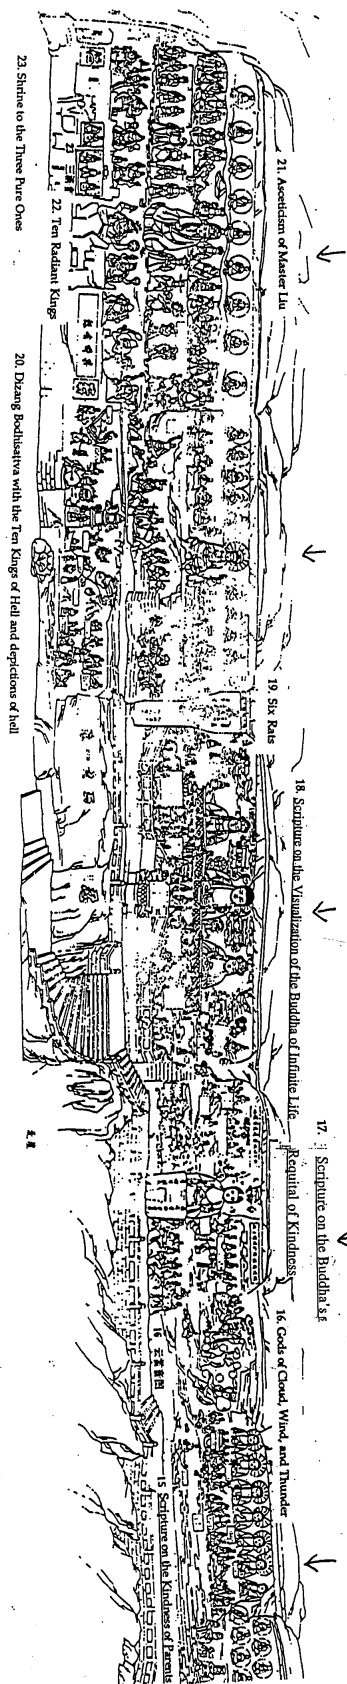 23. Shrine to the Three Pure Ones
22. Ten Radiant Kings
21. Asceticism of Master Liu
20. Dizang Bodhisattva with the Ten Kings of Hell and depictions of hell
19. Six Rats
18. Scripture on the Visualization of the Buddha of Infinite Life
17. Scripture on the Buddha's
Requital of Kindness
16. Gods of Cloud, Wind, and Thunder
16
15 Scripture on the Kindness of Parents